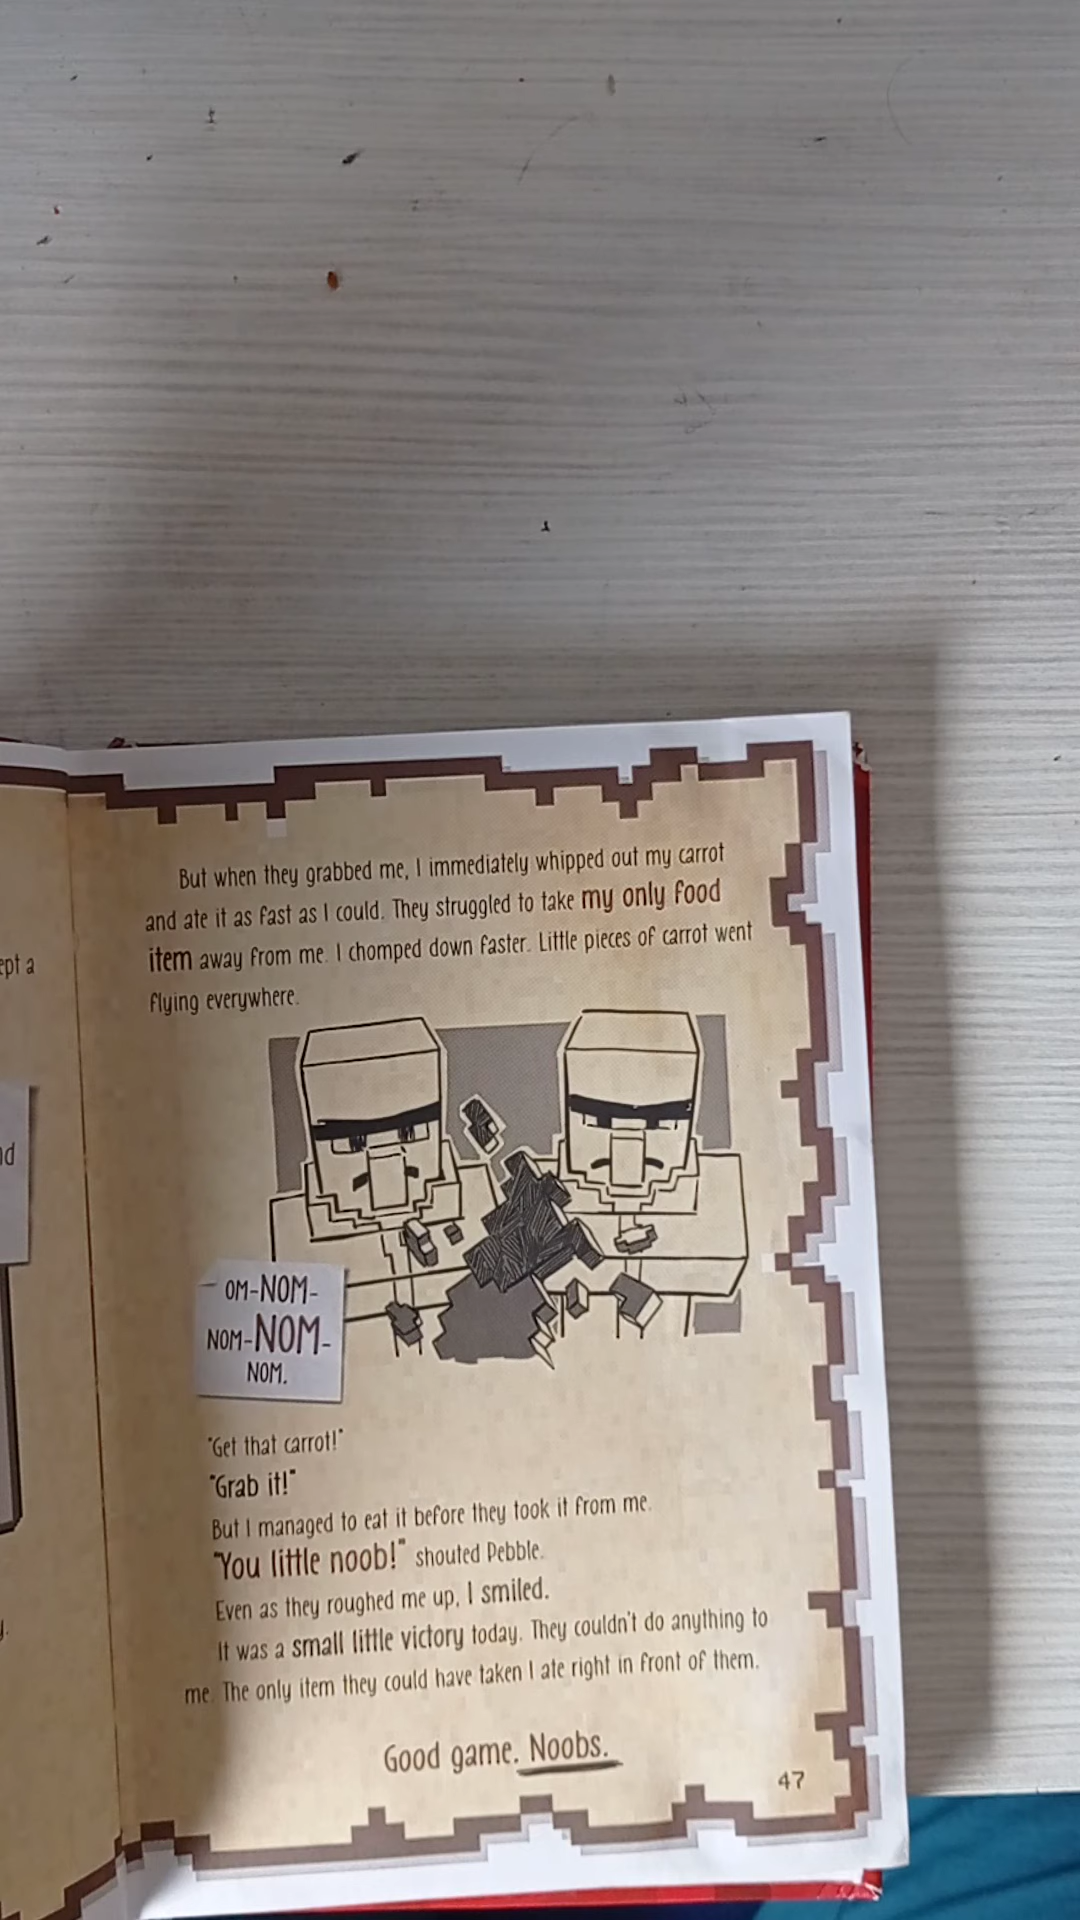 But when they grabbed me, I immediately whipped out my carrot
and ate it as fast as I could. They struggled to take my only food
item away from me. I chomped down faster. Little pieces of carrot went
flying everywhere.
OM-NOM-
NOM-NOM-
NOM.
"Get that carrot!"
"Grab it!"
But I managed to eat it before they took it from me.
"You little noob!" shouted Pebble.
Even as they roughed me up, I smiled.
It was a small little victory today. They couldn't do anything to
me. The only item they could have taken I ate right in front of them.
Good game. Noobs.
47